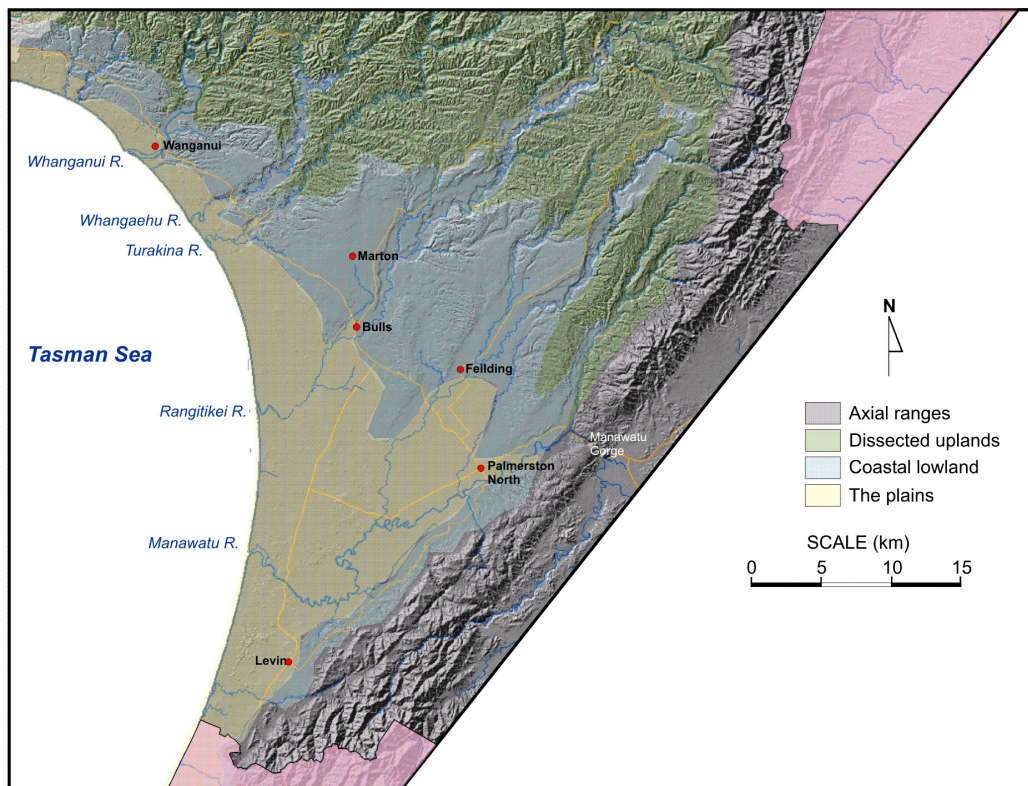 Wanganui
Whanganui R.
Whangaehu R.
Turakina R.
Marton
Bulls
Tasman Sea
Feilding
Rangitikei R.
Manawatu
Gorge
Palmerston
North
Manawatu R.
Levin
N
Axial ranges
Dissected uplands
Coastal lowland
The plains
SCALE (km)
0 5 10 15